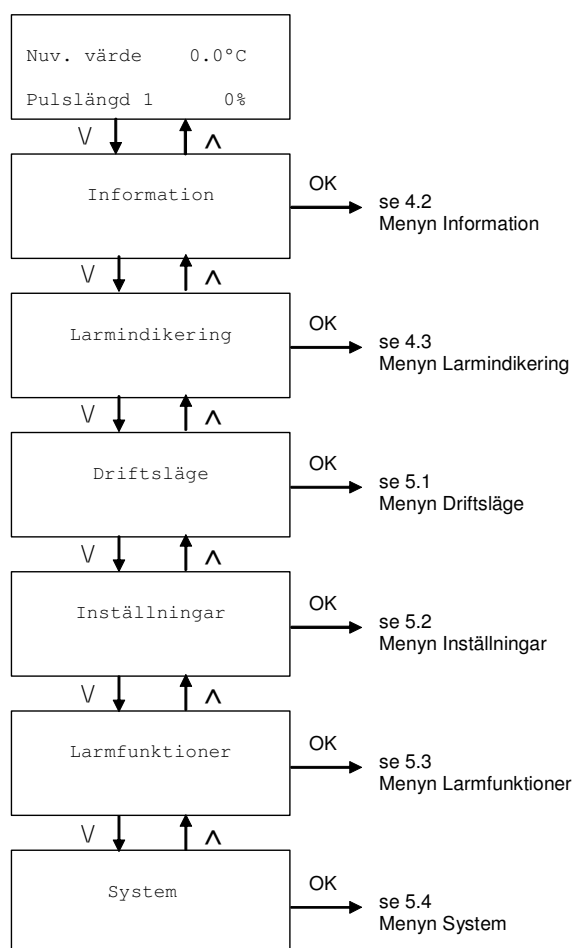 Nuv. värde 0.0°C
Pulslängd 1 0%
\/ ʌ
Information
OK
se 4.2
Menyn Information
\/ ʌ
Larmindikering
OK
se 4.3
Menyn Larmindikering
\/ ʌ
Driftsläge
OK
se 5.1
Menyn Driftsläge
\/ ʌ
Inställningar
OK
se 5.2
Menyn Inställningar
\/ ʌ
Larmfunktioner
OK
se 5.3
Menyn Larmfunktioner
\/ ʌ
System
OK
se 5.4
Menyn System